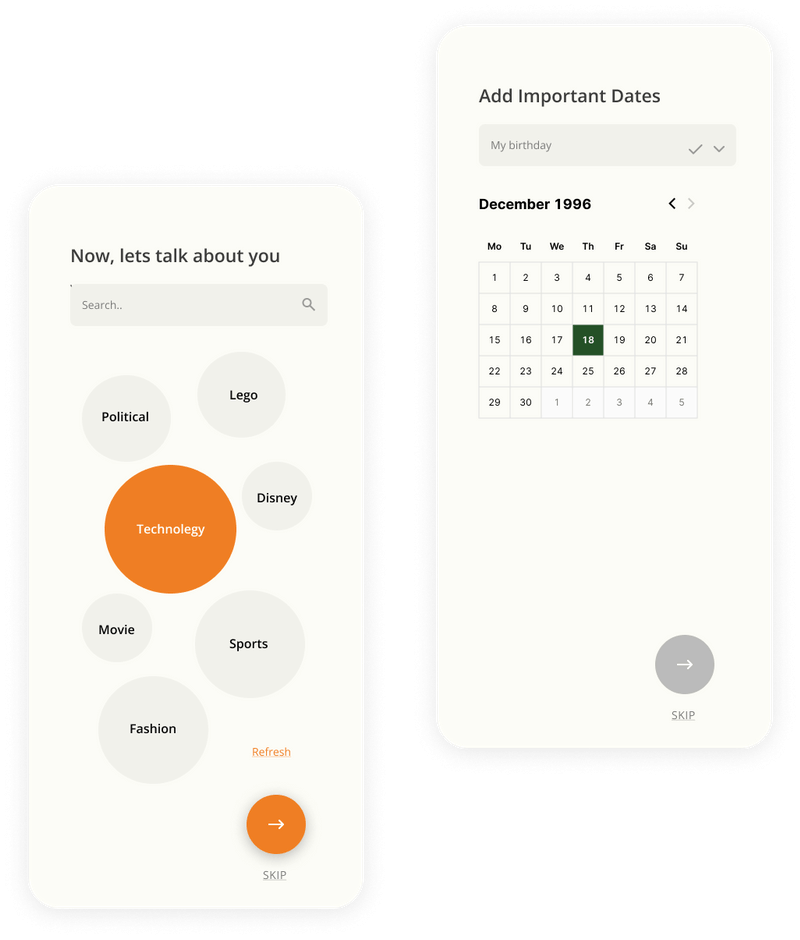 Now, lets talk about you
Search..
Lego
Political
Disney
Technolegy
Movie
Sports
Fashion
Refresh
SKIP
Add Important Dates
My birthday
December 1996
Mo Tu We Th Fr Sa Su
1 2 3 4 5 6 7
8 9 10 11 12 13 14
15 16 17 18 19 20 21
22 23 24 25 26 27 28
29 30 1 2 3 4 5
SKIP